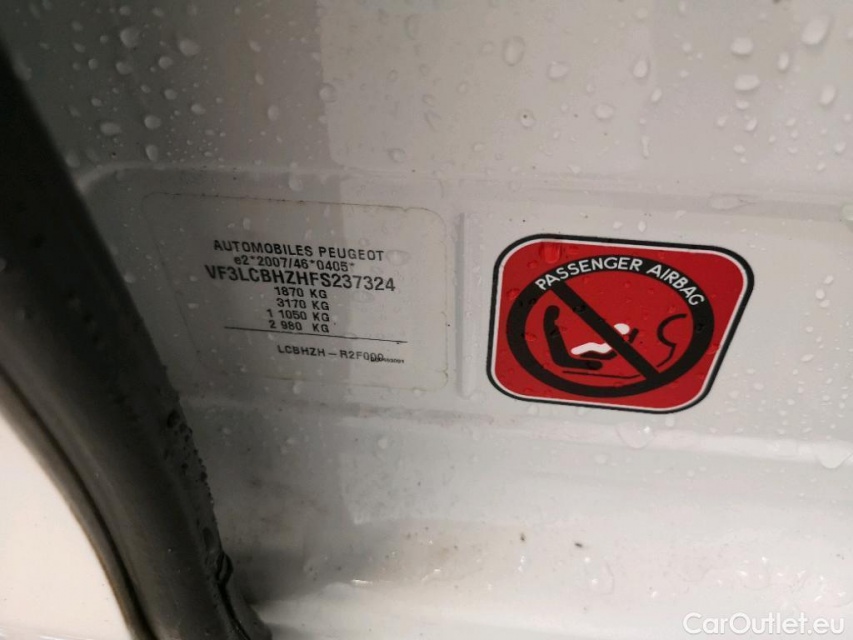 AUTOMOBILES PEUGEOT
e2*2007/46*0405*
VF3LCBHZHFS237324
1870 KG
3170 KG
1 1050 KG
2 980 KG
LCBHZH-R2F000
PASSENGER AIRBAG
CarOutlet.eu